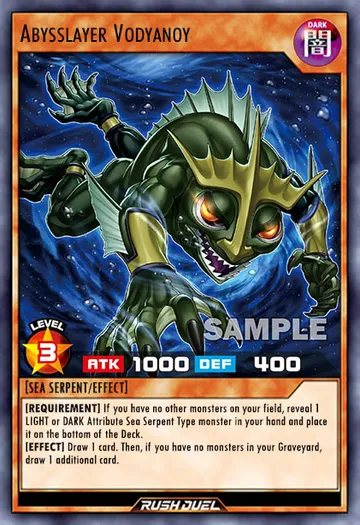 ABYSSLAYER VODYANOY
DARK
闇
SAMPLE
LEVEL
3
ATK 1000 DEF 400
[SEA SERPENT/EFFECT]
[REQUIREMENT] If you have no other monsters on your field, reveal 1
LIGHT or DARK Attribute Sea Serpent Type monster in your hand and place
it on the bottom of the Deck.
[EFFECT] Draw 1 card. Then, if you have no monsters in your Graveyard,
draw 1 additional card.
RUSH DUEL